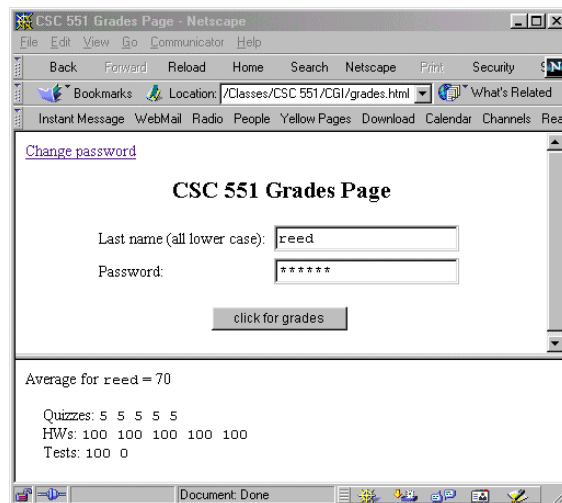 CSC 551 Grades Page - Netscape
File Edit View Go Communicator Help
Back Forward Reload Home Search Netscape Print Security S
Bookmarks Location: /Classes/CSC 551/CGI/grades.html What's Related
Instant Message WebMail Radio People Yellow Pages Download Calendar Channels Rea
Change password
CSC 551 Grades Page
Last name (all lower case): reed
Password: ******
click for grades
Average for reed = 70
Quizzes: 5 5 5 5 5
HWs: 100 100 100 100 100
Tests: 100 0
Document: Done